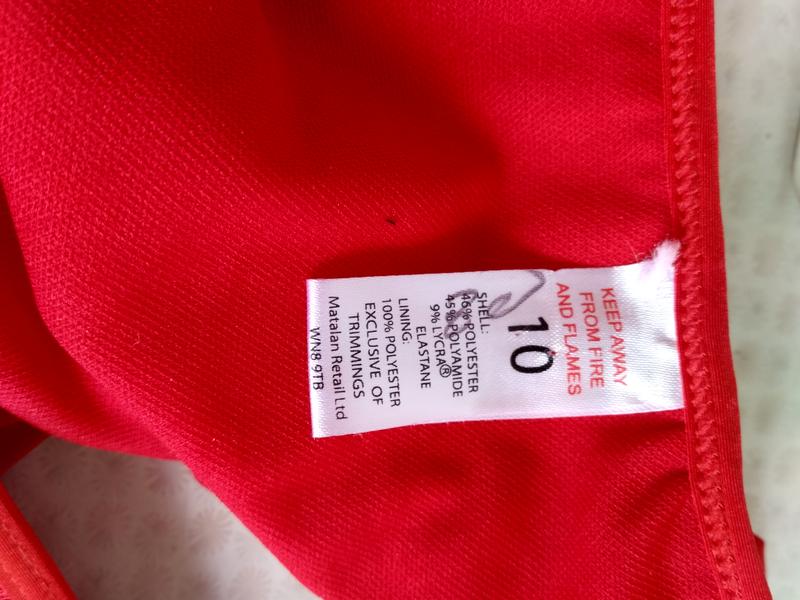 KEEP AWAY
FROM FIRE
AND FLAMES
10
SHELL:
46% POLYESTER
45% POLYAMIDE
9% LYCRA®
ELASTANE
LINING:
100% POLYESTER
EXCLUSIVE OF
TRIMMINGS
Matalan Retail Ltd
WN8 9TB